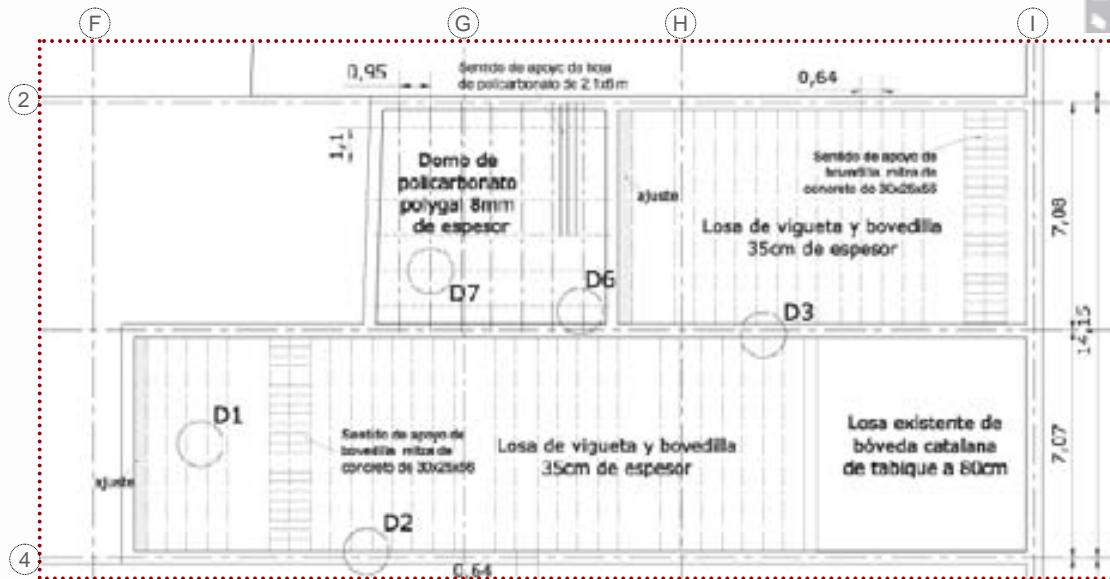 F
G
H
I
2
0,95
Sentido de apoyo de hoja
de policarbonato de 2.1x6m
0,64
1,1
Domo de
policarbonato
polygal 8mm
de espesor
Sentido de apoyo de
bovedilla mitza de
concreto de 30x25x56
ajuste
Losa de vigueta y bovedilla
35cm de espesor
7,08
D7
D6
D3
14,15
D1
Sentido de apoyo de
bovedilla mitza de
concreto de 30x25x56
Losa de vigueta y bovedilla
35cm de espesor
Losa existente de
bóveda catalana
de tabique a 80cm
7,07
ajuste
D2
4
0,64